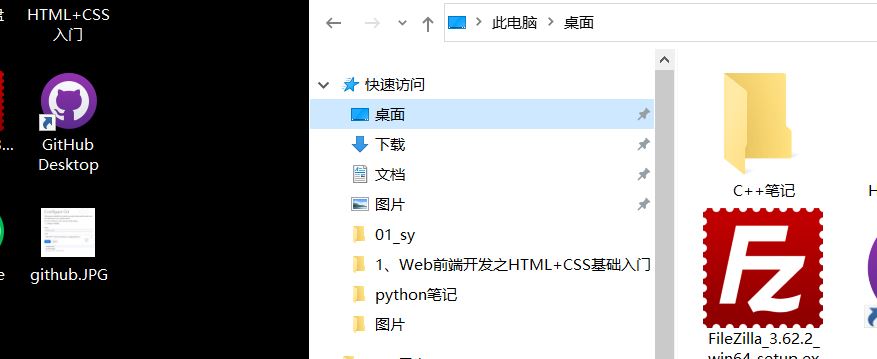 HTML+CSS
入门
GitHub
Desktop
github.JPG
此电脑
桌面
快速访问
桌面
下载
文档
图片
01_sy
1、Web前端开发之HTML+CSS基础入门
python笔记
图片
C++笔记
Fz
FileZilla_3.62.2_
win64-setup.ex